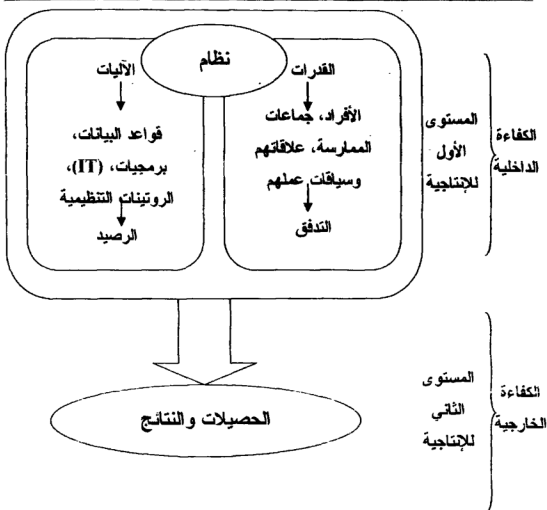 نظام
القدرات
الأفراد، جماعات
الممارسة، علاقاتهم
وسياقات عملهم
التدفق
الآليات
قواعد البيانات،
برمجيات، (IT)،
الروتينات التنظيمية
الرصيد
المستوى
الأول
للإنتاجية
الكفاءة
الداخلية
الحصيلات والنتائج
المستوى
الثاني
للإنتاجية
الكفاءة
الخارجية